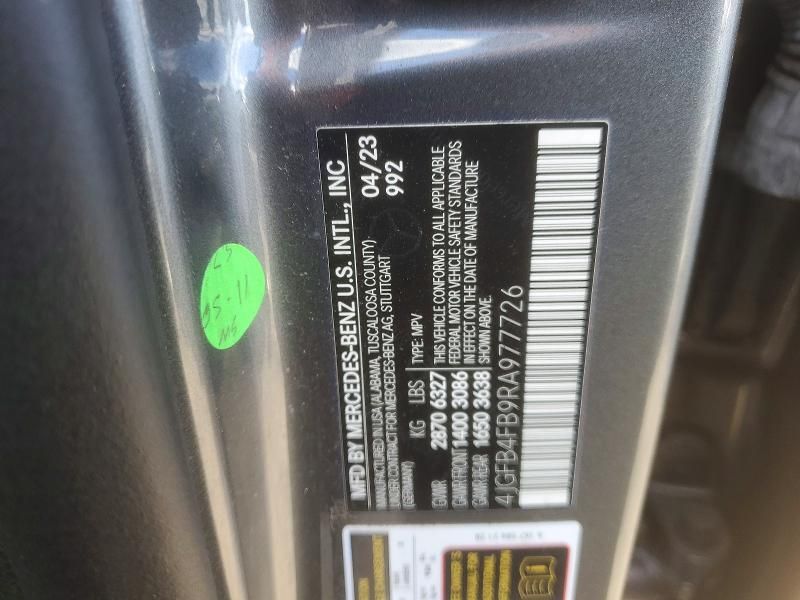 MFD BY MERCEDES-BENZ U.S. INTL., INC
MANUFACTURED IN USA (ALABAMA, TUSCALOOSA COUNTY)
UNDER CONTRACT FOR MERCEDES-BENZ AG, STUTTGART
(GERMANY)
04/23
992
TYPE: MPV
KG LBS
GVWR 2870 6327
GAWR FRONT 1400 3086
GAWR REAR 1650 3638
THIS VEHICLE CONFORMS TO ALL APPLICABLE
FEDERAL MOTOR VEHICLE SAFETY STANDARDS
IN EFFECT ON THE DATE OF MANUFACTURE
SHOWN ABOVE.
4JGFB4FB9RA977726